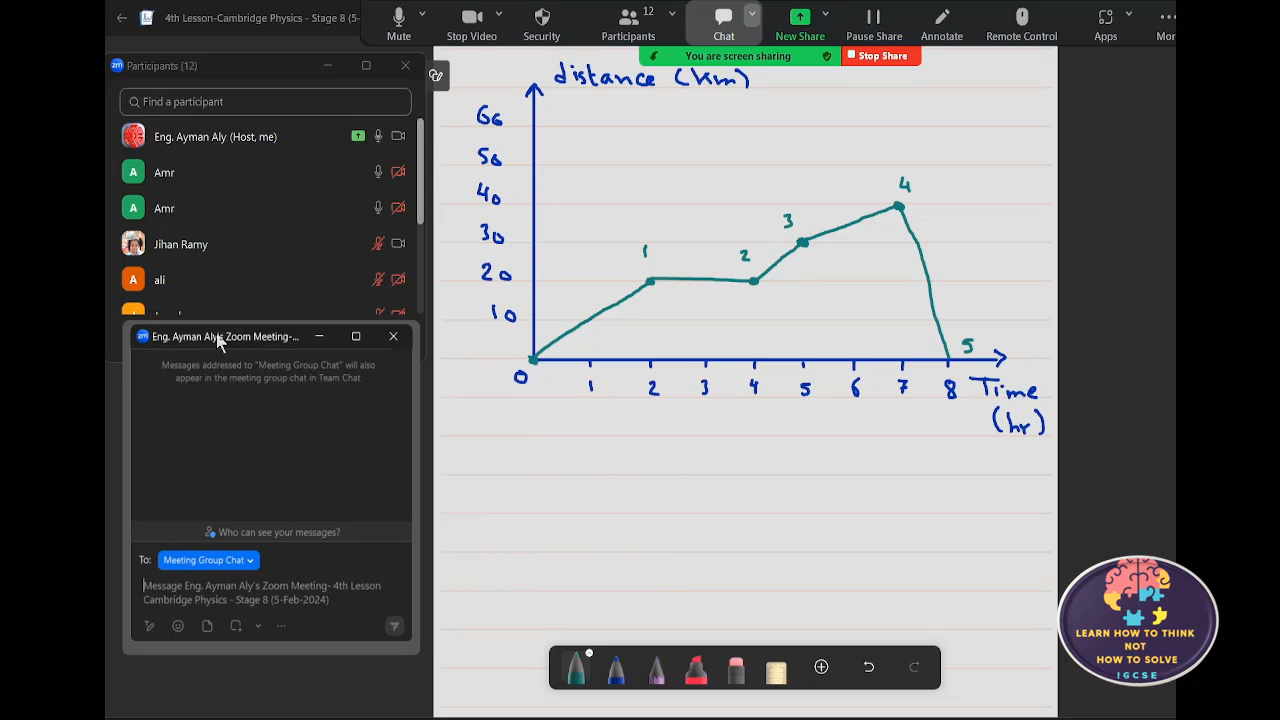 4th Lesson-Cambridge Physics - Stage 8 (5-
12
Mute
Stop Video
Security
Participants
Chat
New Share
Pause Share
Annotate
Remote Control
Apps
Mor
You are screen sharing
Stop Share
zm Participants (12)
Find a participant
Eng. Ayman Aly (Host, me)
A Amr
A Amr
Jihan Ramy
A ali
zm Eng. Ayman Aly's Zoom Meeting-...
Messages addressed to "Meeting Group Chat" will also
appear in the meeting group chat in Team Chat
Who can see your messages?
To: Meeting Group Chat
Message Eng. Ayman Aly's Zoom Meeting- 4th Lesson
Cambridge Physics - Stage 8 (5-Feb-2024)
distance (km)
60
50
40
30
20
10
0
1 2 3 4 5
1 2 3 4 5 6 7 8 Time
(hr)
LEARN HOW TO THINK
NOT
HOW TO SOLVE
IGCSE